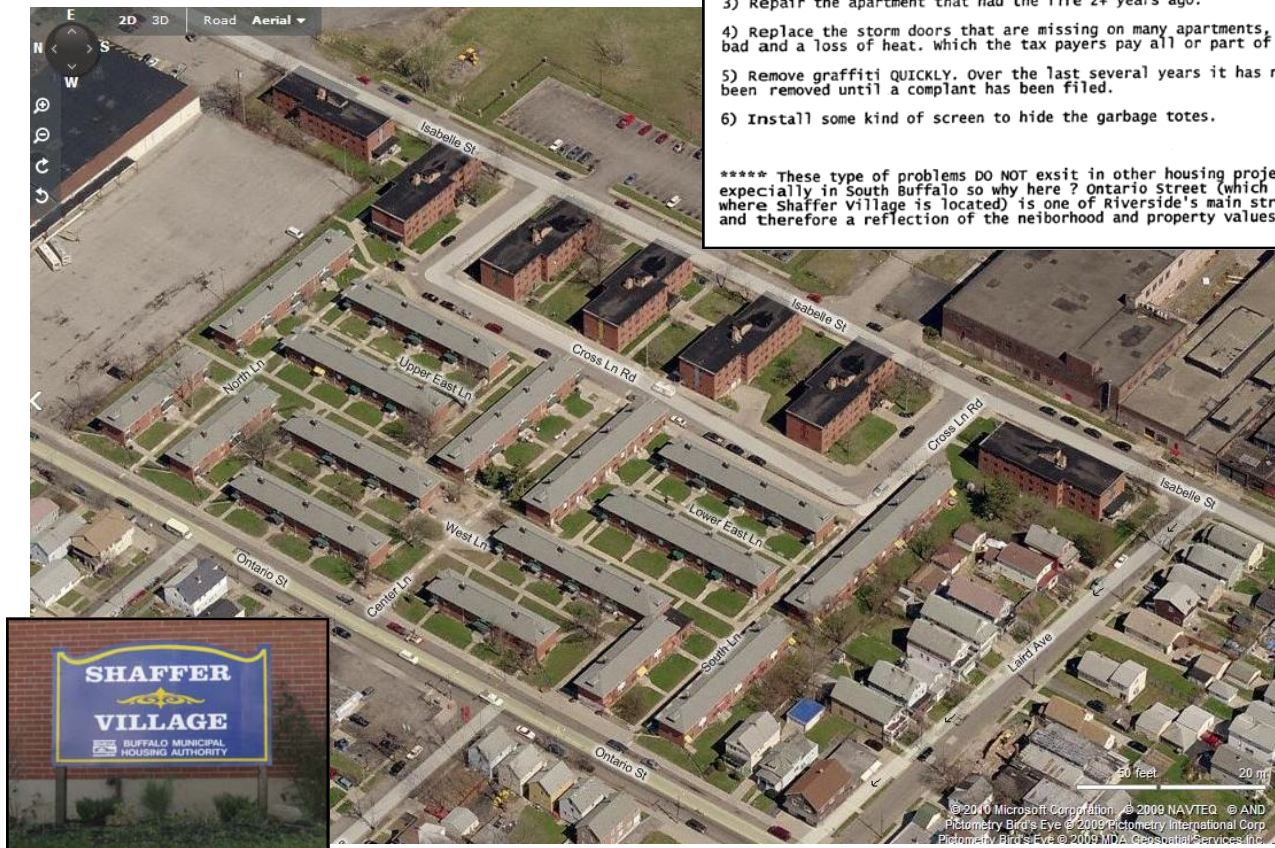 E
2D 3D Road Aerial
N S
W
3) Repair the apartment that had the fire 2+ years ago.
4) Replace the storm doors that are missing on many apartments,
bad and a loss of heat. Which the tax payers pay all or part of
5) Remove graffiti QUICKLY. Over the last several years it has
been removed until a complant has been filed.
6) Install some kind of screen to hide the garbage totes.
***** These type of problems DO NOT exsit in other housing
expecially in South Buffalo so why here ? Ontario Street (which
where Shaffer Village is located) is one of Riverside's main
and therefore a reflection of the neiborhood and property values
Isabelle St
Isabelle St
Cross Ln Rd
North Ln
Upper East Ln
Cross Ln Rd
Isabelle St
Lower East Ln
West Ln
Ontario St
Center Ln
South Ln
Laird Ave
Ontario St
SHAFFER
VILLAGE
BUFFALO MUNICIPAL
HOUSING AUTHORITY
50 feet 20 m
© 2010 Microsoft Corporation © 2009 NAVTEQ © AND
Pictometry Bird's Eye © 2009 Pictometry International Corp
Pictometry Bird's Eye © 2009 MDA Geospatial Services Inc.